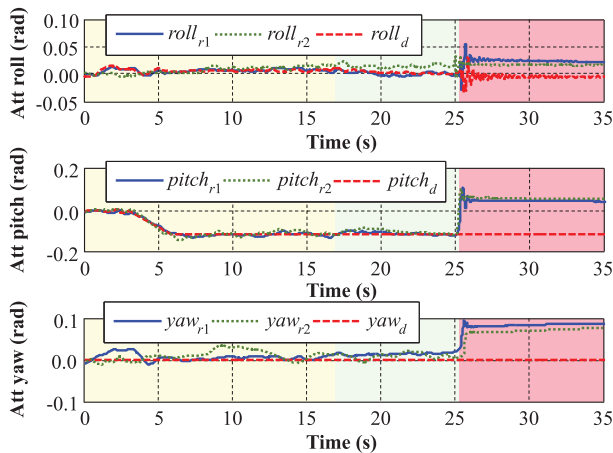 roll_r1 roll_r2 roll_d
Att roll (rad)
0.10
0.05
0.00
-0.05
0 5 10 15 20 25 30 35
Time (s)
pitch_r1 pitch_r2 pitch_d
Att pitch (rad)
0.2
0.0
-0.2
0 5 10 15 20 25 30 35
Time (s)
yaw_r1 yaw_r2 yaw_d
Att yaw (rad)
0.1
0.0
-0.1
0 5 10 15 20 25 30 35
Time (s)